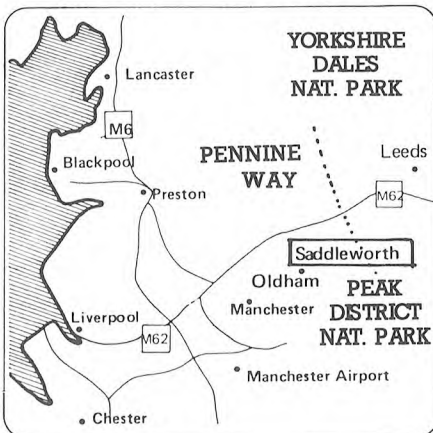 YORKSHIRE
DALES
NAT. PARK
Lancaster
M6
PENNINE
WAY
Leeds
Blackpool
M62
Preston
Saddleworth
Oldham
Manchester
PEAK
DISTRICT
NAT. PARK
Liverpool
M62
Manchester Airport
Chester